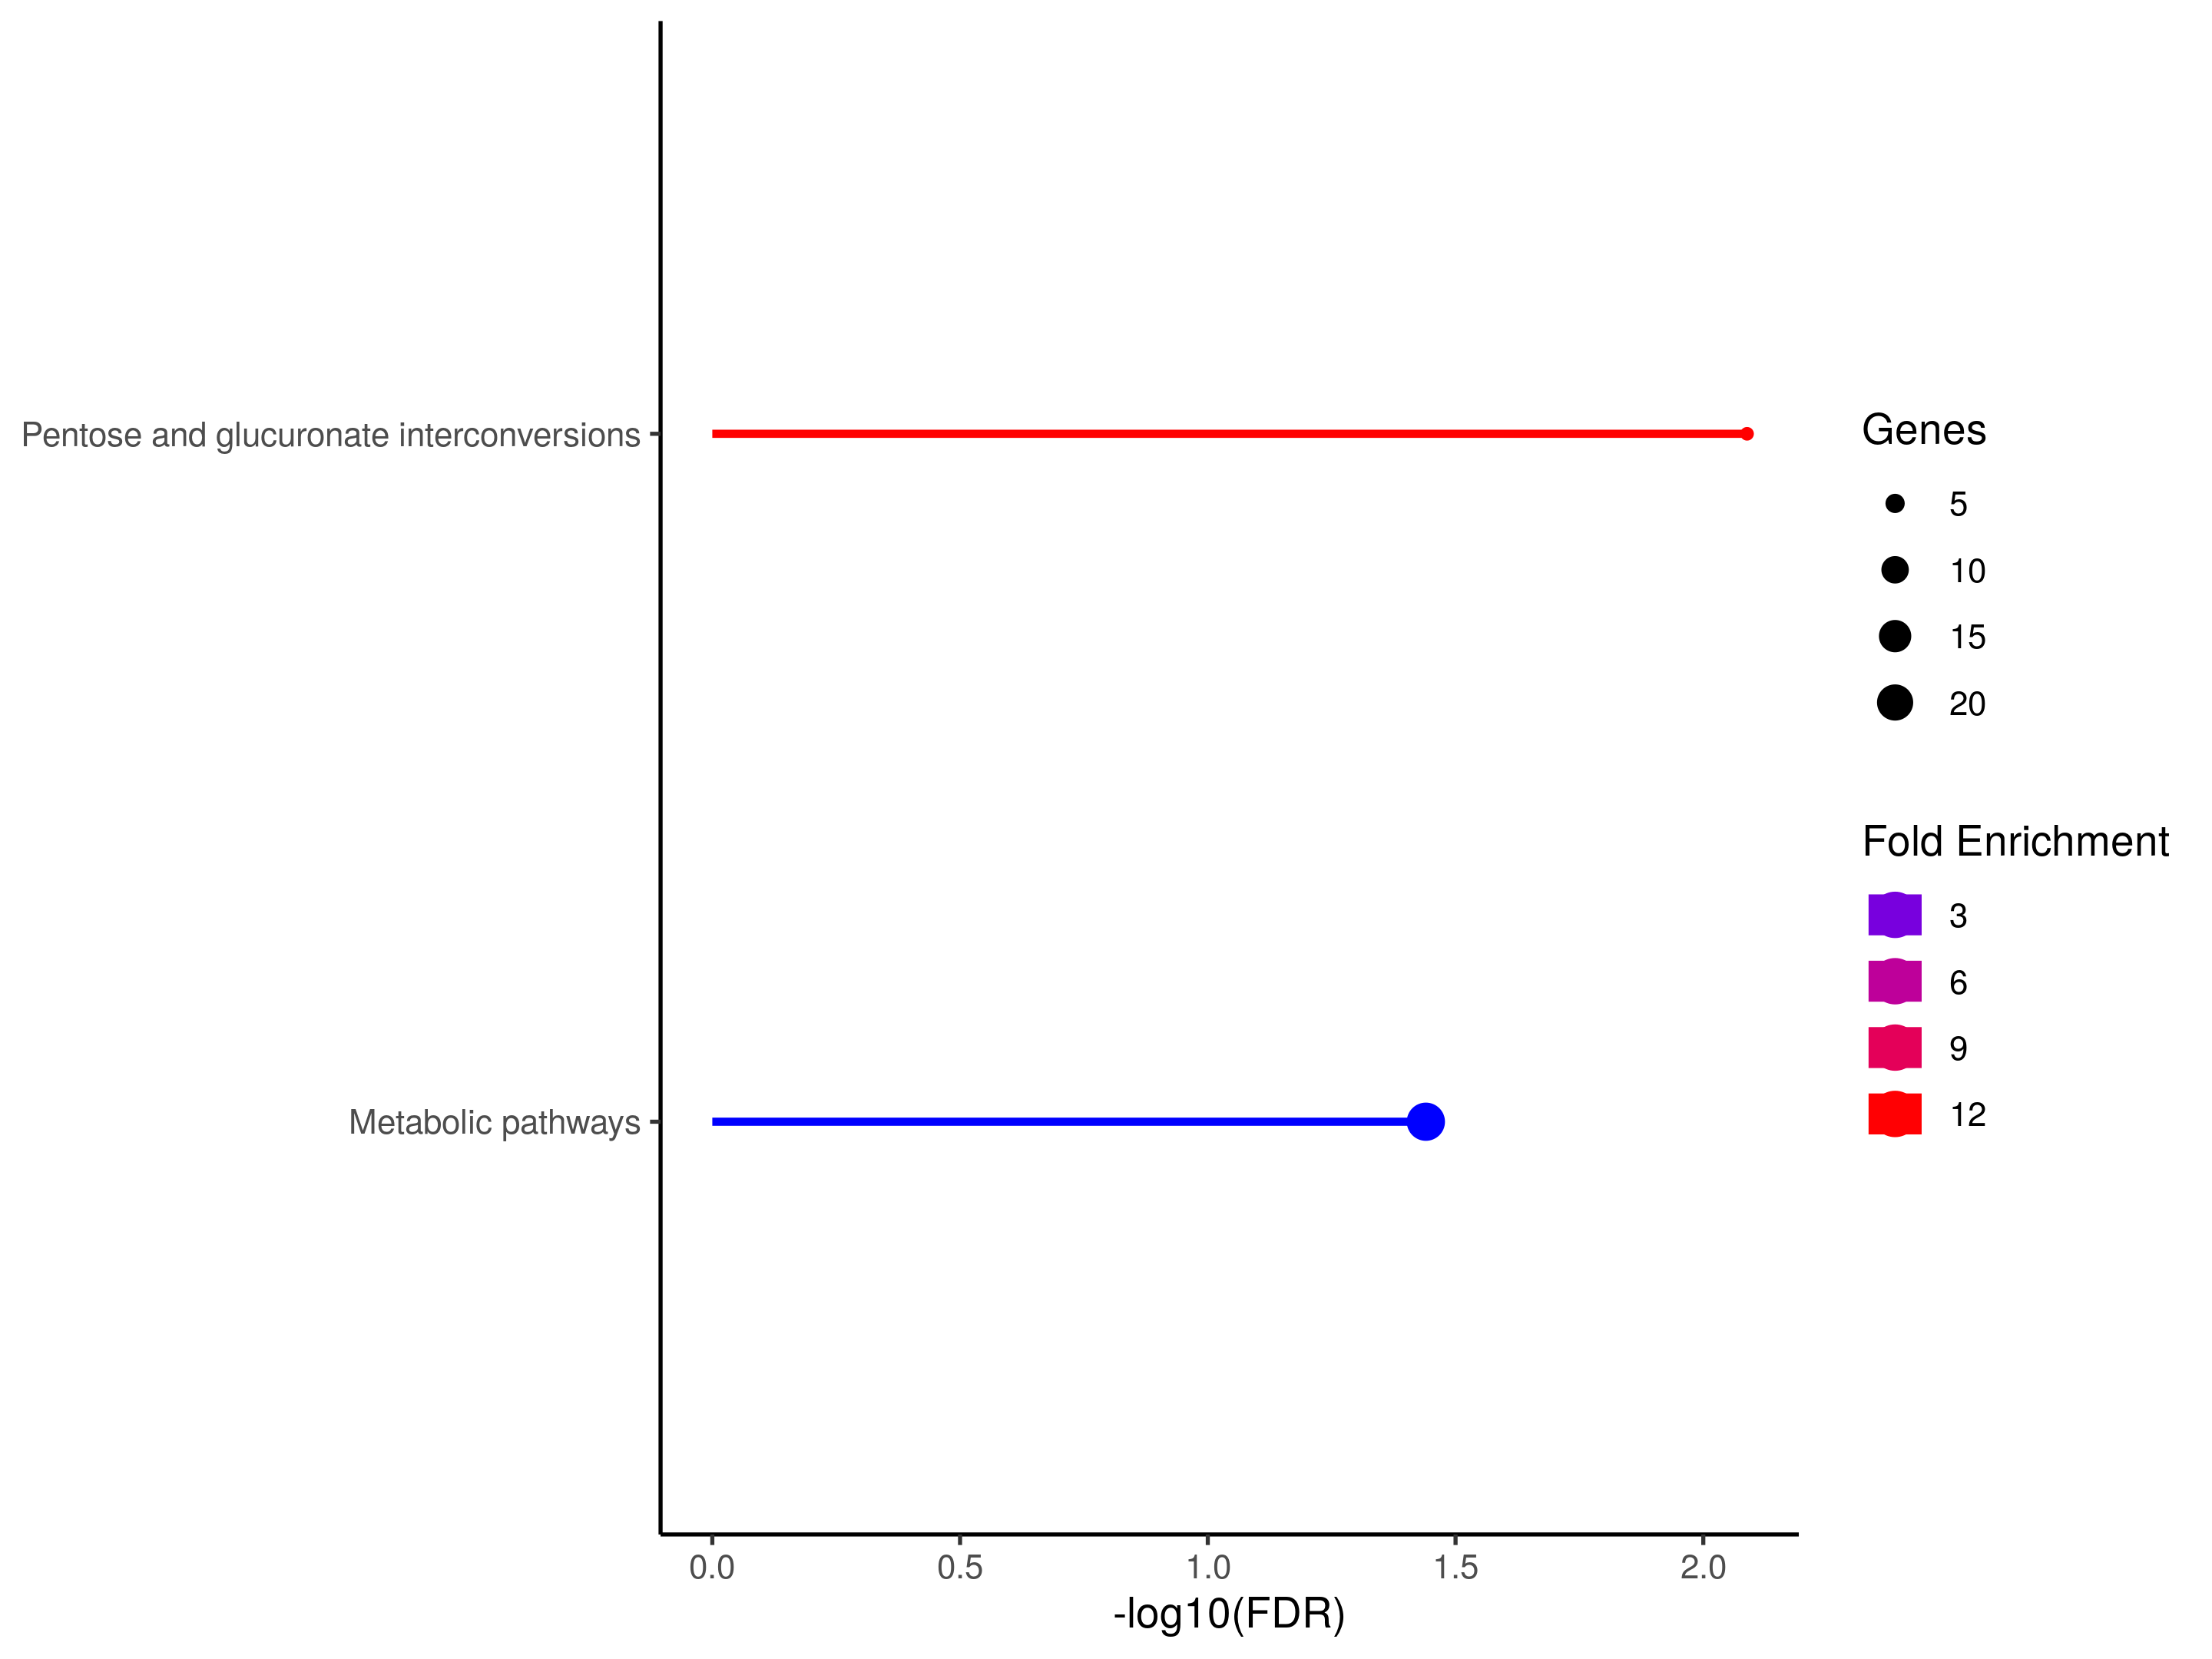 Pentose and glucuronate interconversions
Metabolic pathways
0.0 0.5 1.0 1.5 2.0
-log10(FDR)
Genes
5
10
15
20
Fold Enrichment
3
6
9
12